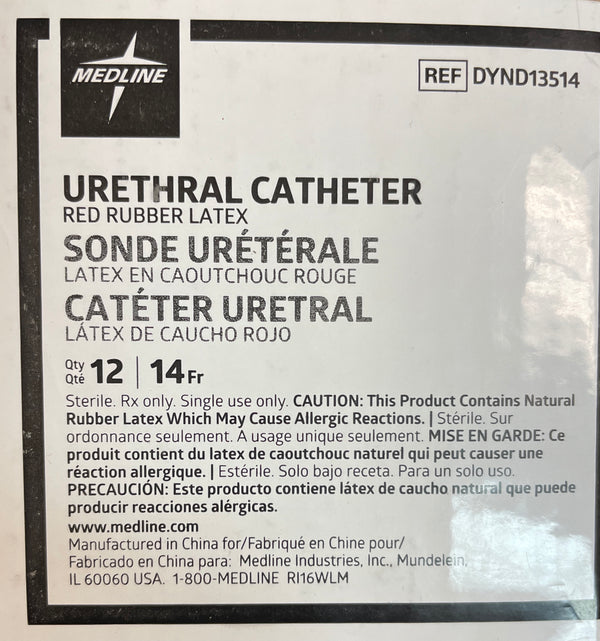 MEDLINE
REF DYND13514
URETHRAL CATHETER
RED RUBBER LATEX
SONDE URÉTÉRALE
LATEX EN CAOUTCHOUC ROUGE
CATÉTER URETRAL
LÁTEX DE CAUCHO ROJO
Qty
Qté 12 | 14 Fr
Sterile. Rx only. Single use only. CAUTION: This Product Contains Natural
Rubber Latex Which May Cause Allergic Reactions. | Stérile. Sur
ordonnance seulement. À usage unique seulement. MISE EN GARDE: Ce
produit contient du latex de caoutchouc naturel qui peut causer une
réaction allergique. | Estérile. Solo bajo receta. Para un solo uso.
PRECAUCIÓN: Este producto contiene látex de caucho natural que puede
producir reacciones alérgicas.
www.medline.com
Manufactured in China for/Fabriqué en Chine pour/
Fabricado en China para: Medline Industries, Inc., Mundelein,
IL 60060 USA. 1-800-MEDLINE RI16WLM